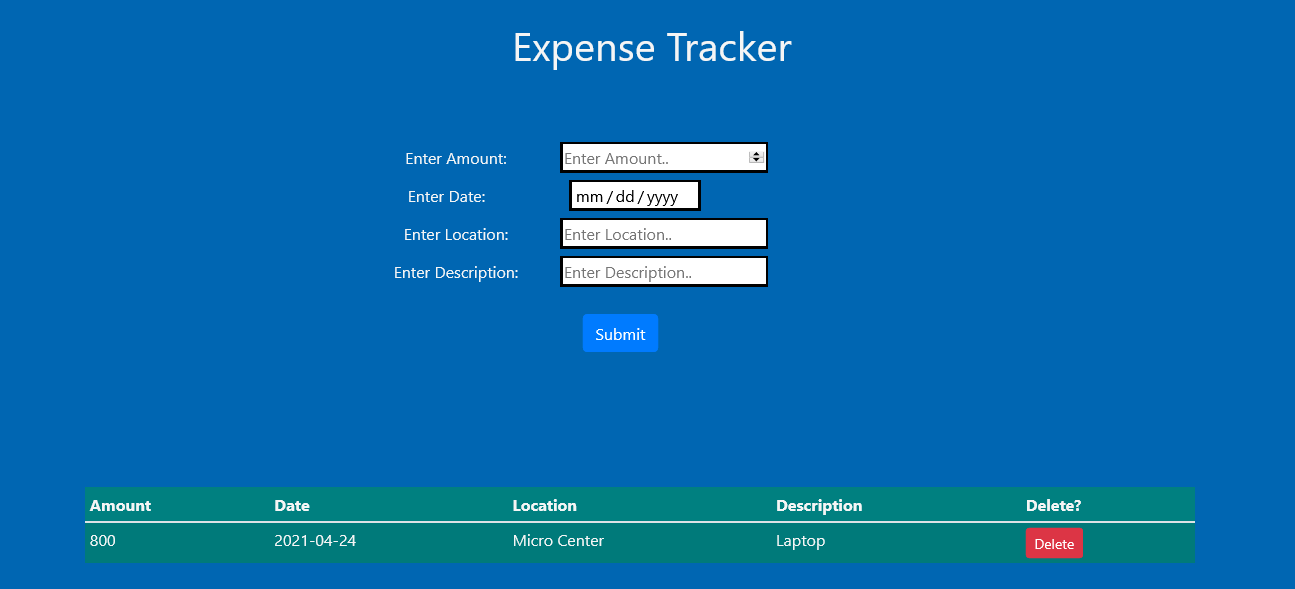 Expense Tracker
Enter Amount: Enter Amount..
Enter Date: mm / dd / yyyy
Enter Location: Enter Location..
Enter Description: Enter Description..
Submit
Amount Date Location Description Delete?
800 2021-04-24 Micro Center Laptop Delete